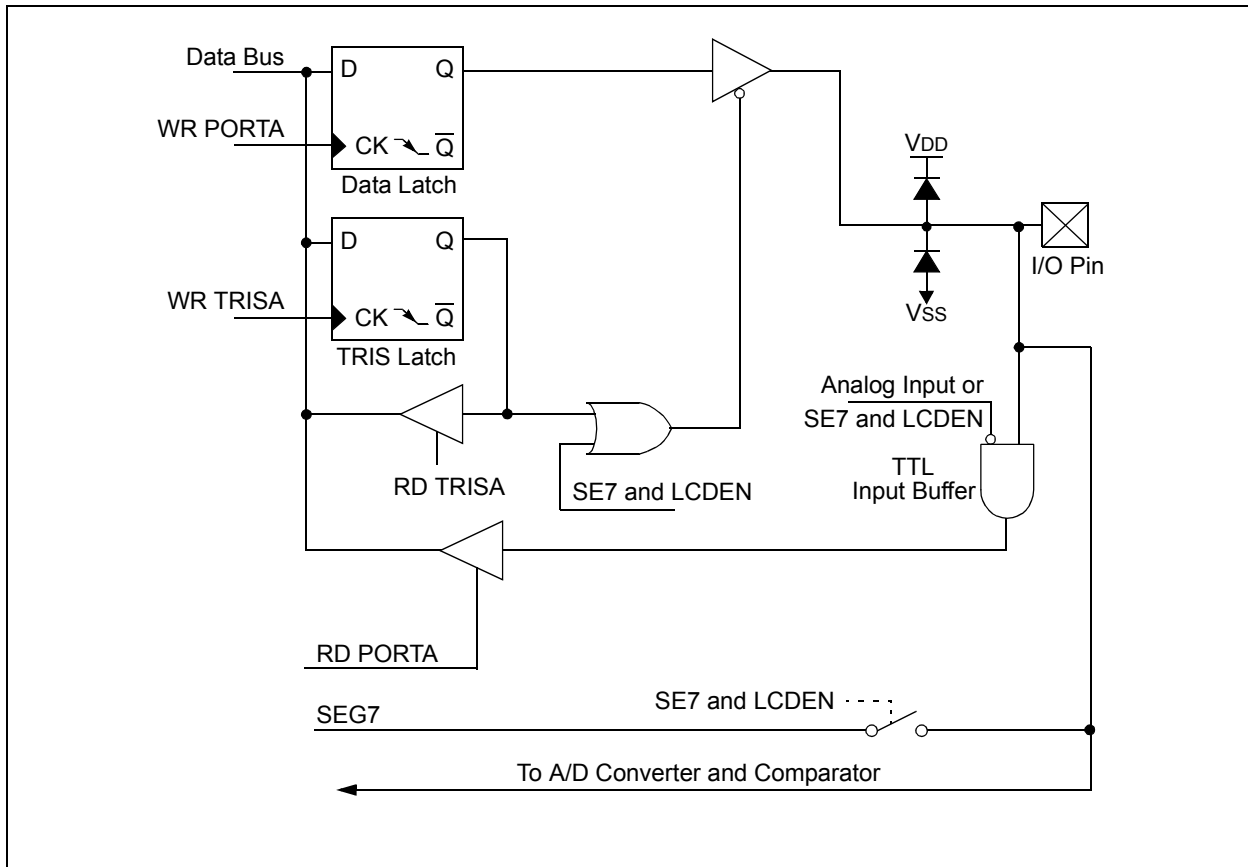 Data Bus
D Q
WR PORTA
CK Q̅
Data Latch
VDD
D Q
I/O Pin
WR TRISA
CK Q̅
VSS
TRIS Latch
Analog Input or
SE7 and LCDEN
TTL
Input Buffer
RD TRISA
SE7 and LCDEN
RD PORTA
SE7 and LCDEN
SEG7
To A/D Converter and Comparator